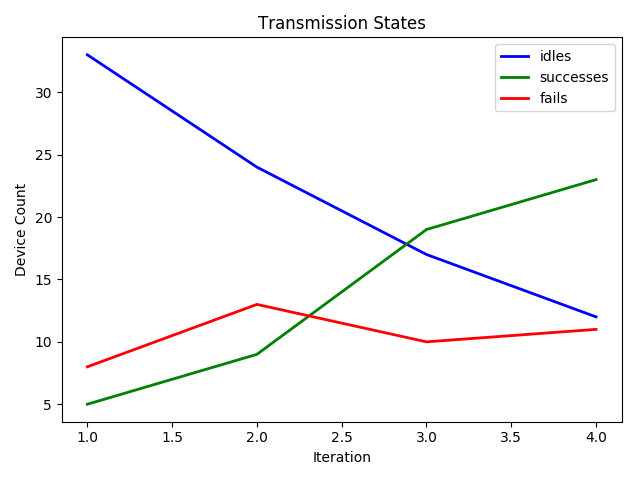 Transmission States
idles
successes
fails
Device Count
30
25
20
15
10
5
1.0 1.5 2.0 2.5 3.0 3.5 4.0
Iteration